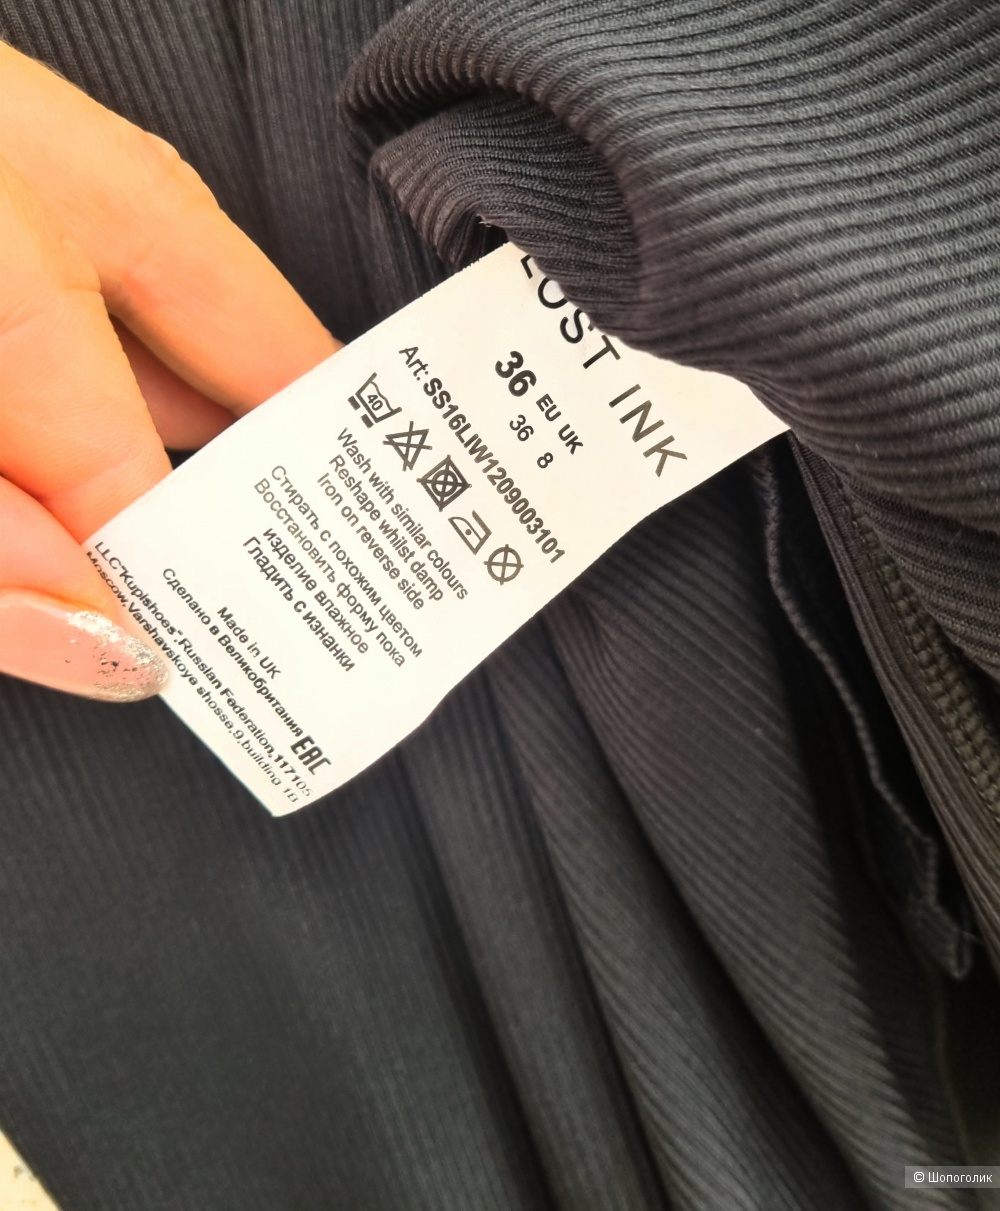 LOST INK
36 EU UK
36 8
Art: SS16LIW1209003101
40
Wash with similar colours
Reshape whilst damp
Iron on reverse side
Стирать с похожим цветом
Восстановить форму пока
изделие влажное
Гладить с изнанки
Made in UK
Сделано в Великобритания EAC
LLC"Kupishoes",Russian Federation,117105
Moscow,Varshavskoye shosse,9,building 1B
© Шопоголик